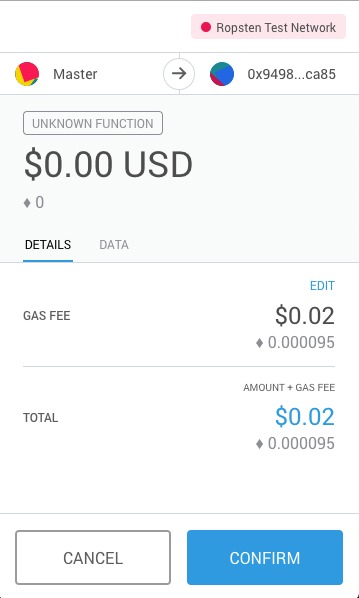 Ropsten Test Network
Master
0x9498...ca85
UNKNOWN FUNCTION
$0.00 USD
0
DETAILS
DATA
EDIT
GAS FEE
$0.02
0.000095
AMOUNT + GAS FEE
TOTAL
$0.02
0.000095
CANCEL
CONFIRM